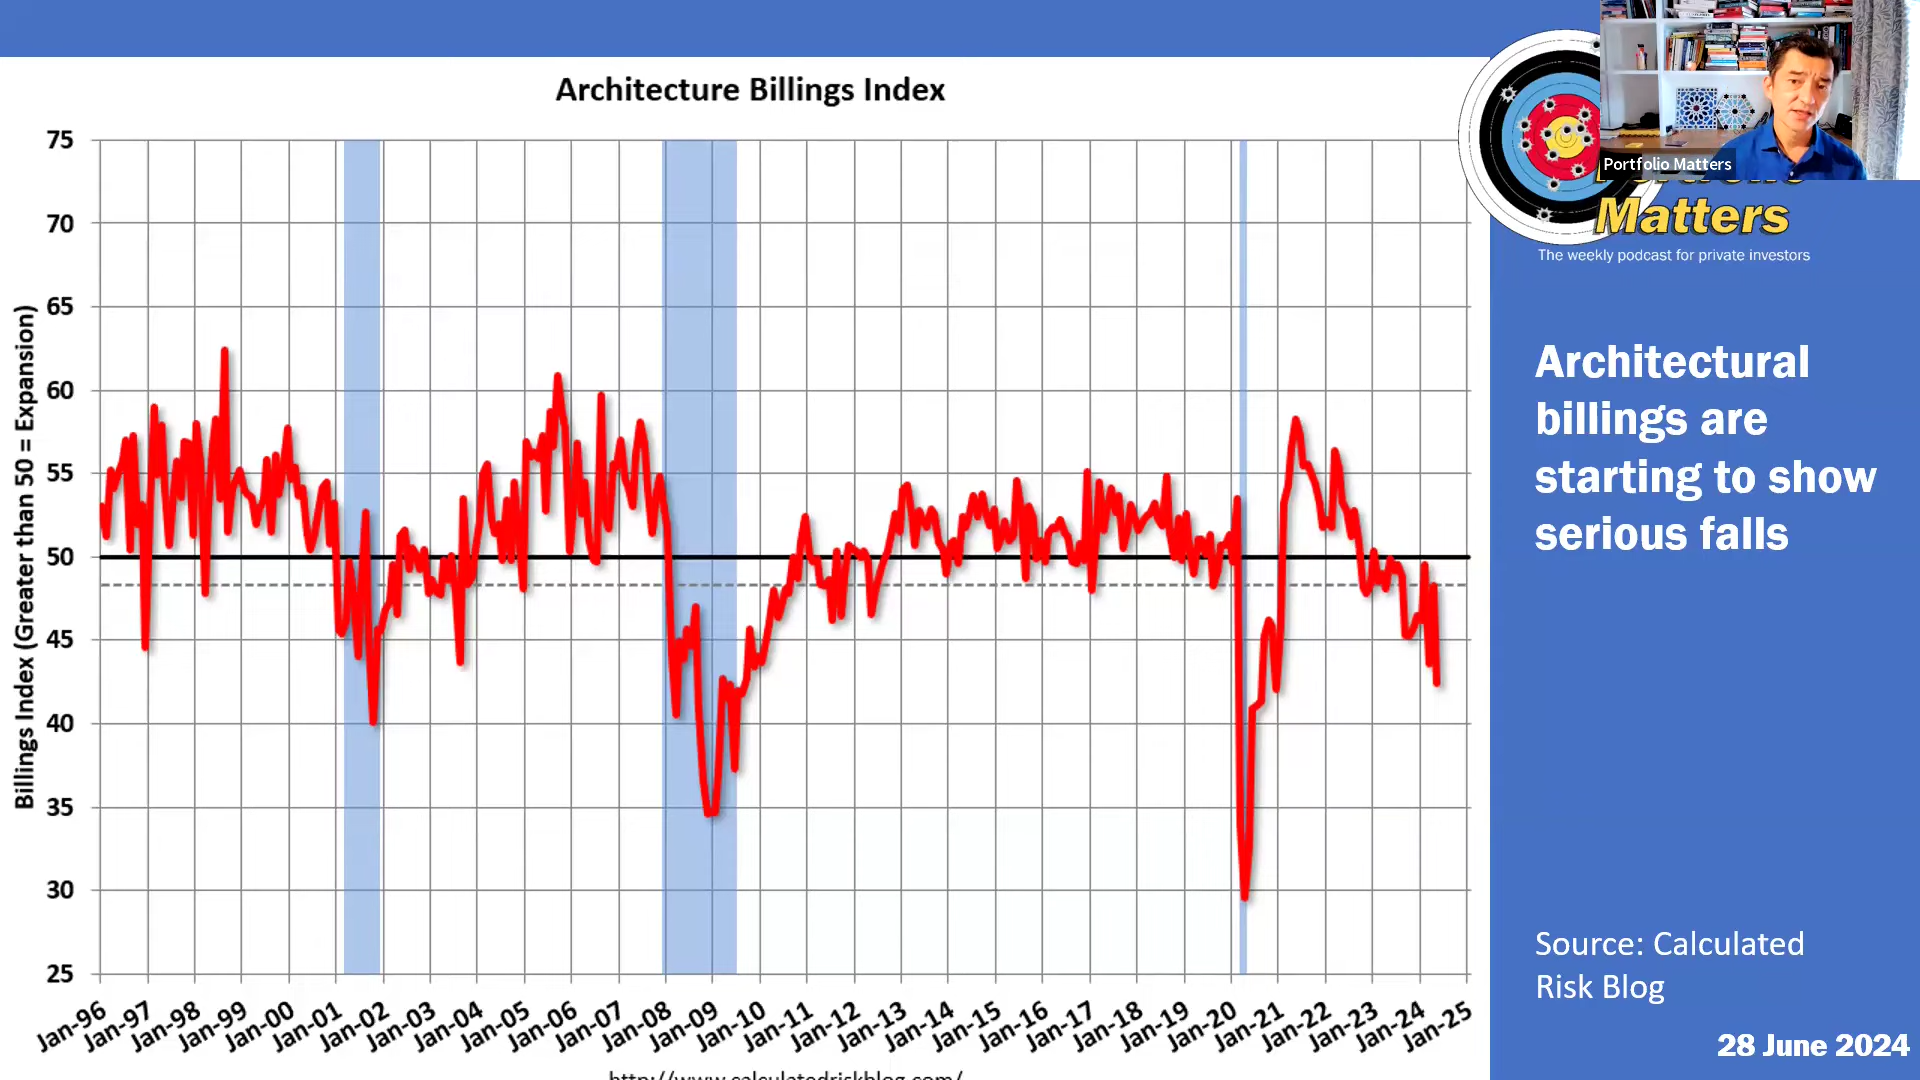 Architecture Billings Index
Billings Index (Greater than 50 = Expansion)
75
70
65
60
55
50
45
40
35
30
25
Jan-96
Jan-97
Jan-98
Jan-99
Jan-00
Jan-01
Jan-02
Jan-03
Jan-04
Jan-05
Jan-06
Jan-07
Jan-08
Jan-09
Jan-10
Jan-11
Jan-12
Jan-13
Jan-14
Jan-15
Jan-16
Jan-17
Jan-18
Jan-19
Jan-20
Jan-21
Jan-22
Jan-23
Jan-24
Jan-25
http://www.calculatedriskblog.com/
Portfolio Matters
Matters
The weekly podcast for private investors
Architectural
billings are
starting to show
serious falls
Source: Calculated
Risk Blog
28 June 2024